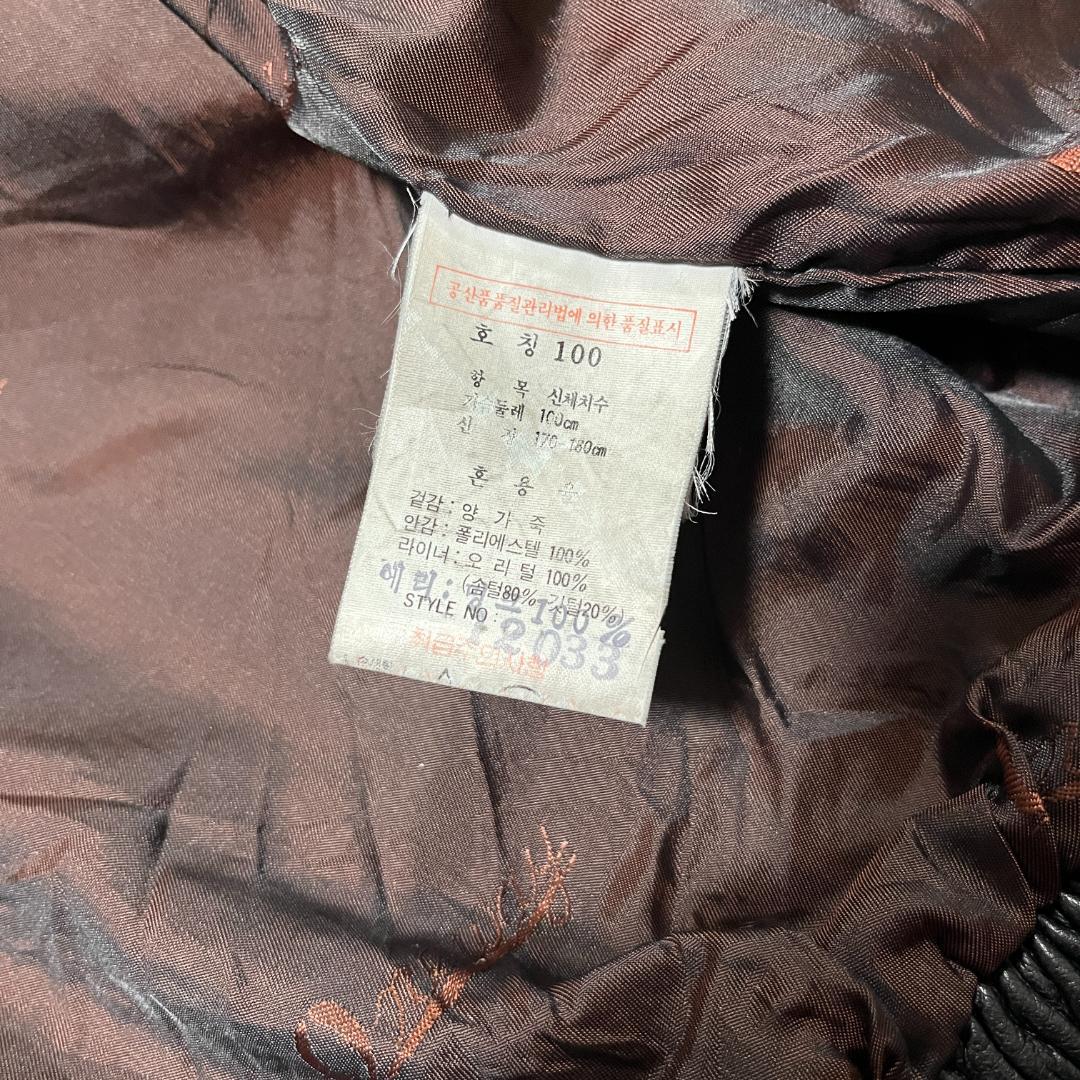 공산품품질관리법에 의한 품질표시
호 칭 100
항 목 신체치수
가슴둘레 100cm
신 장 170-180cm
혼 용 율
겉감 : 양 가 죽
안감 : 폴리에스텔 100%
라이너 : 오 리 털 100%
(솜털80% 깃털20%)
에리 : 100%
STYLE NO : 12033
취급주의사항